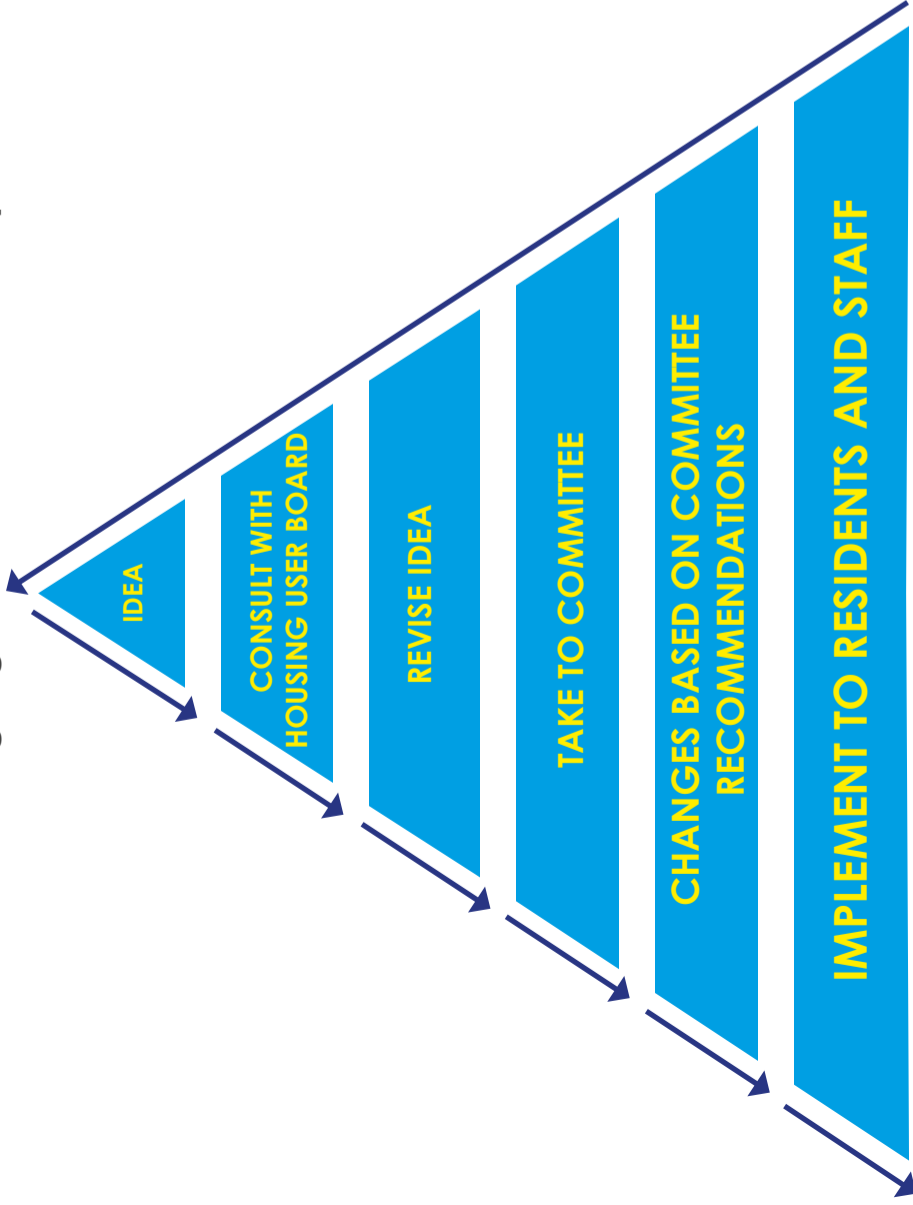 IDEA
CONSULT WITH
HOUSING USER BOARD
REVISE IDEA
TAKE TO COMMITTEE
CHANGES BASED ON COMMITTEE
RECOMMENDATIONS
IMPLEMENT TO RESIDENTS AND STAFF